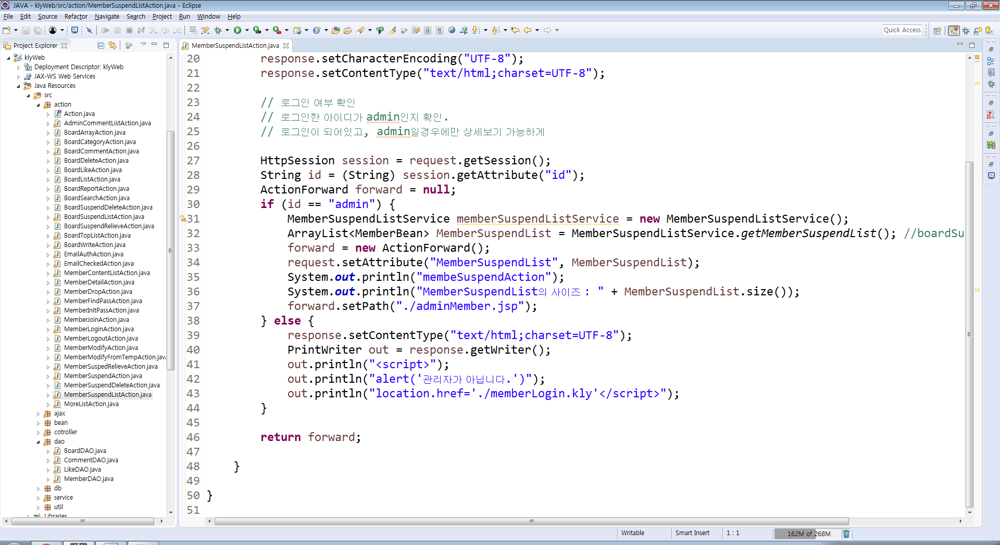 JAVA - klyWeb/src/action/MemberSuspendListAction.java - Eclipse
File Edit Source Refactor Navigate Search Project Run Window Help
Quick Access
Project Explorer
MemberSuspendListAction.java
klyWeb
Deployment Descriptor: klyWeb
JAX-WS Web Services
Java Resources
src
action
Action.java
AdminCommentListAction.java
BoardArrayAction.java
BoardCategoryAction.java
BoardCommentAction.java
BoardDeleteAction.java
BoardLikeAction.java
BoardListAction.java
BoardReportAction.java
BoardSearchAction.java
BoardSuspendDeleteAction.java
BoardSuspendListAction.java
BoardSuspendRelieveAction.java
BoardTopListAction.java
BoardWriteAction.java
EmailAuthAction.java
EmailCheckedAction.java
MemberContentListAction.java
MemberDetailAction.java
MemberDropAction.java
MemberFindPassAction.java
MemberInitPassAction.java
MemberJoinAction.java
MemberLoginAction.java
MemberLogoutAction.java
MemberModifyAction.java
MemberModifyFromTempAction.java
MemberSuspedRelieveAction.java
MemberSuspendAction.java
MemberSuspendDeleteAction.java
MemberSuspendListAction.java
MoreListAction.java
ajax
bean
cotroller
dao
BoardDAO.java
CommentDAO.java
LikeDAO.java
MemberDAO.java
db
service
util
Libraries
20 response.setCharacterEncoding("UTF-8");
21 response.setContentType("text/html;charset=UTF-8");
22
23 // 로그인 여부 확인
24 // 로그인한 아이디가 admin인지 확인.
25 // 로그인이 되어있고, admin일경우에만 상세보기 가능하게
26
27 HttpSession session = request.getSession();
28 String id = (String) session.getAttribute("id");
29 ActionForward forward = null;
30 if (id == "admin") {
31 MemberSuspendListService memberSuspendListService = new MemberSuspendListService();
32 ArrayList<MemberBean> MemberSuspendList = MemberSuspendListService.getMemberSuspendList(); //boardSu
33 forward = new ActionForward();
34 request.setAttribute("MemberSuspendList", MemberSuspendList);
35 System.out.println("membeSuspendAction");
36 System.out.println("MemberSuspendList의 사이즈 : " + MemberSuspendList.size());
37 forward.setPath("./adminMember.jsp");
38 } else {
39 response.setContentType("text/html;charset=UTF-8");
40 PrintWriter out = response.getWriter();
41 out.println("<script>");
42 out.println("alert('관리자가 아닙니다.')");
43 out.println("location.href='./memberLogin.kly'</script>");
44 }
45
46 return forward;
47
48 }
49
50 }
51
Writable Smart Insert 1 : 1 162M of 268M